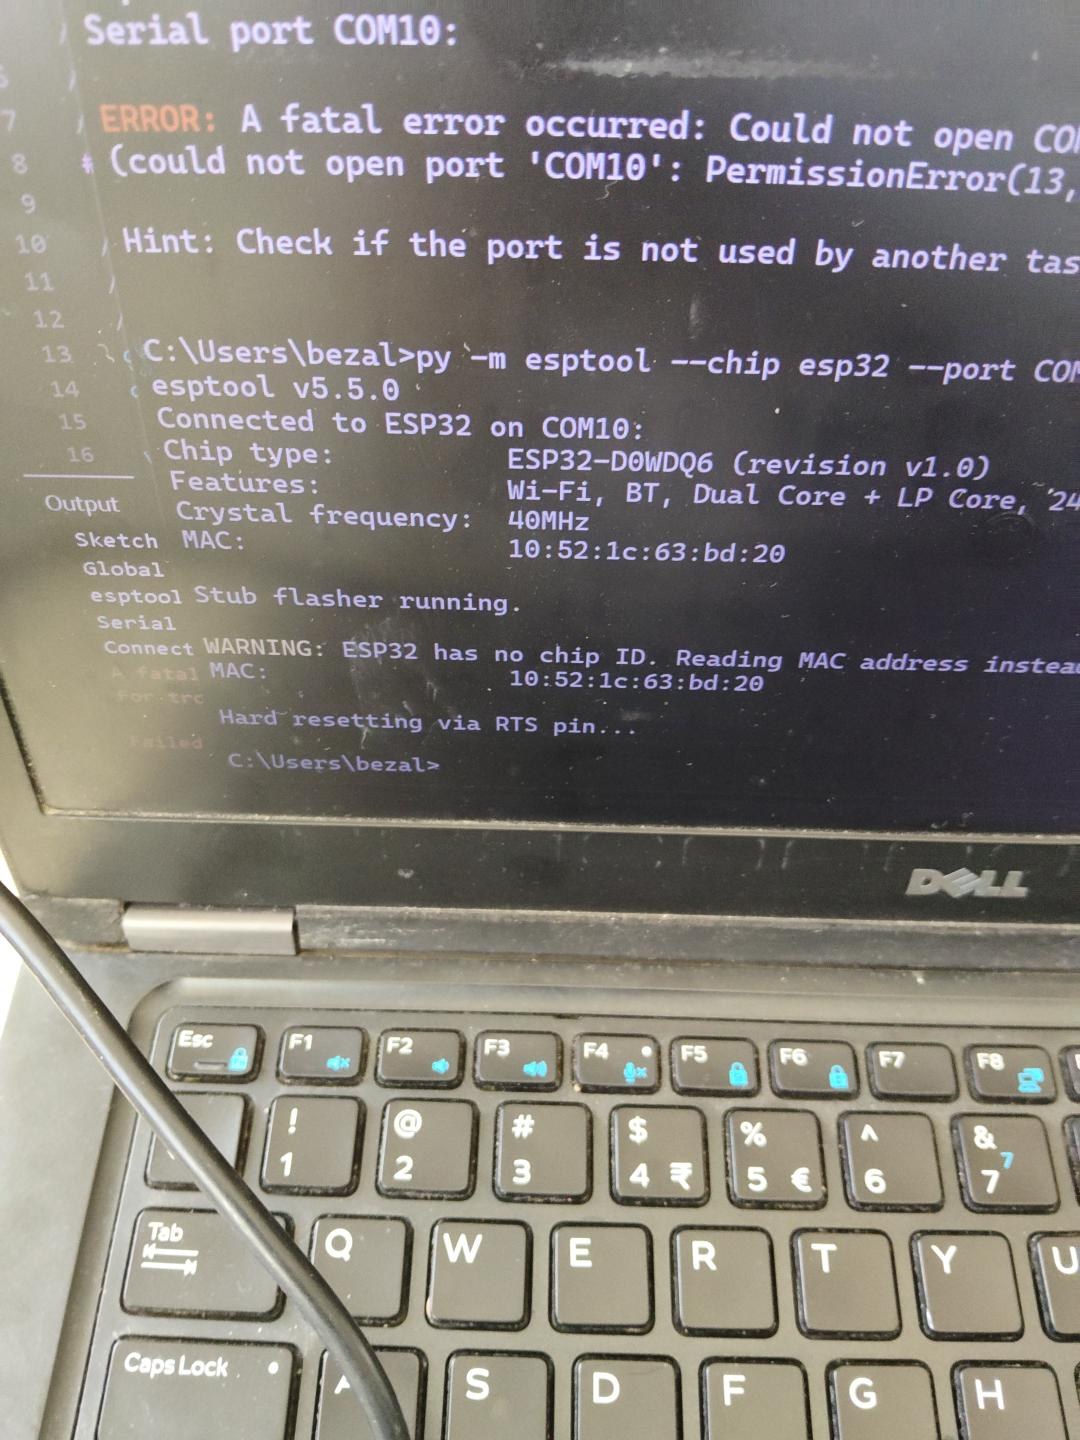 Serial port COM10:
7
ERROR: A fatal error occurred: Could not open
8 # (could not open port 'COM10': PermissionError(13,
9
10 Hint: Check if the port is not used by another
11
12
13 C:\Users\bezal>py -m esptool --chip esp32 --port
14 esptool v5.5.0
15 Connected to ESP32 on COM10:
16 Chip type: ESP32-D0WDQ6 (revision v1.0)
Features: Wi-Fi, BT, Dual Core + LP Core,
Output
Crystal frequency: 40MHz
Sketch MAC: 10:52:1c:63:bd:20
Global
esptool Stub flasher running.
Serial
Connect WARNING: ESP32 has no chip ID. Reading MAC address
A fatal MAC: 10:52:1c:63:bd:20
Hard resetting via RTS pin...
Failed
C:\Users\bezal>
DELL
Esc F1 F2 F3 F4 F5 F6 F7 F8
! @ # $ % ^ &
1 2 3 4 ₹ 5 € 6 7 7
Tab Q W E R T Y U
Caps Lock A S D F G H